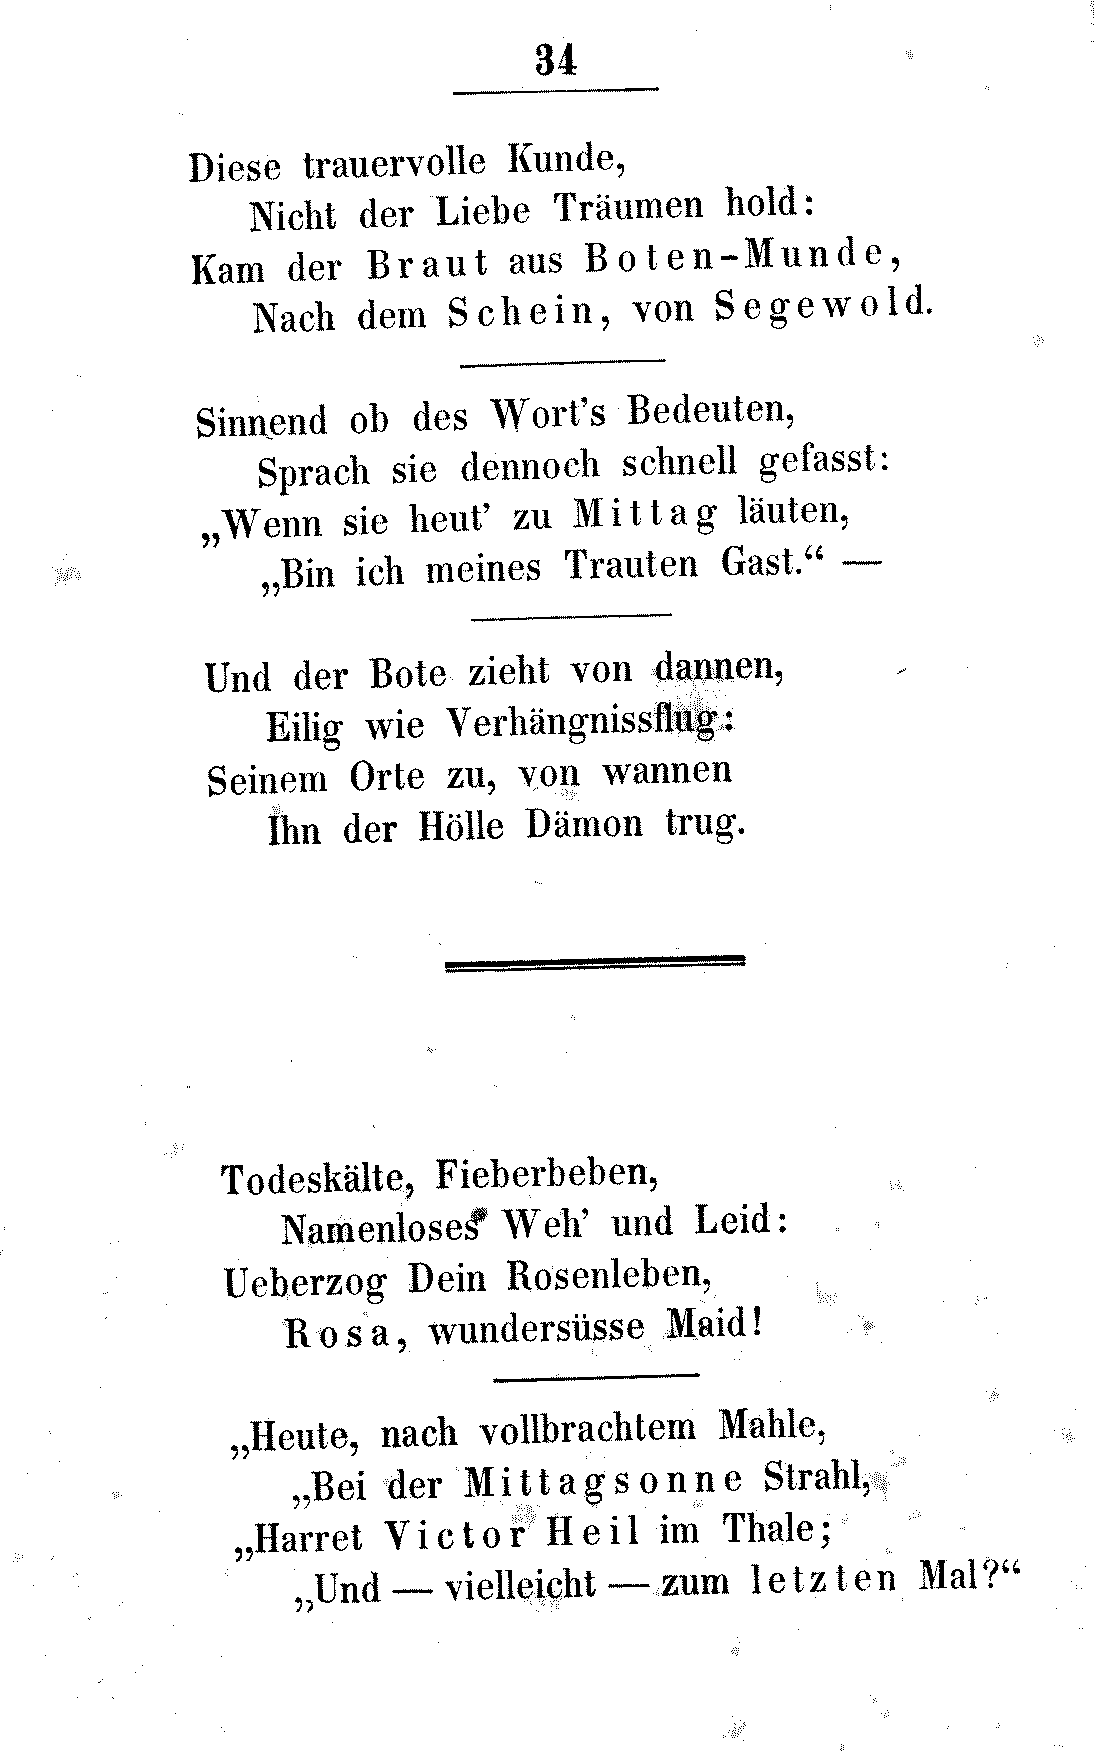 34
Diese trauervolle Kunde,
Nicht der Liebe Träumen hold:
Kam der Braut aus Boten-Munde,
Nach dem Schein, von Segewold.
Sinnend ob des Wort's Bedeuten,
Sprach sie dennoch schnell gefasst:
„Wenn sie heut' zu Mittag läuten,
„Bin ich meines Trauten Gast.“ —
Und der Bote zieht von dannen,
Eilig wie Verhängnissflug:
Seinem Orte zu, von wannen
Ihn der Hölle Dämon trug.
Todeskälte, Fieberbeben,
Namenloses Weh' und Leid:
Ueberzog Dein Rosenleben,
Rosa, wundersüsse Maid!
„Heute, nach vollbrachtem Mahle,
„Bei der Mittagsonne Strahl,
„Harret Victor Heil im Thale;
„Und — vielleicht — zum letzten Mal?“